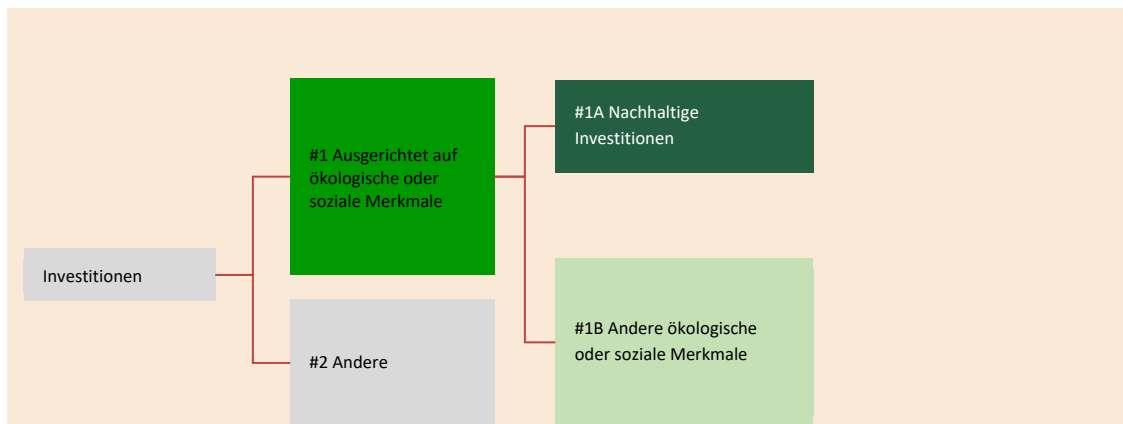 #1A Nachhaltige
Investitionen
#1 Ausgerichtet auf
ökologische oder
soziale Merkmale
Investitionen
#1B Andere ökologische
oder soziale Merkmale
#2 Andere